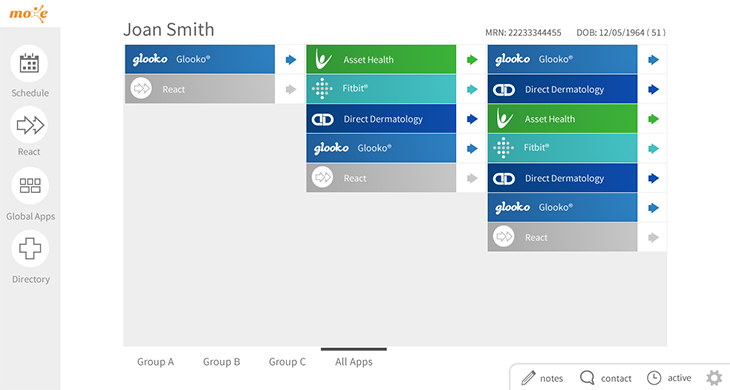 moxe
Joan Smith
MRN: 22233344455 DOB: 12/05/1964 ( 51 )
Schedule
React
Global Apps
Directory
glooko Glooko®
React
Asset Health
Fitbit®
Direct Dermatology
glooko Glooko®
React
glooko Glooko®
Direct Dermatology
Asset Health
Fitbit®
Direct Dermatology
glooko Glooko®
React
Group A Group B Group C All Apps
notes contact active